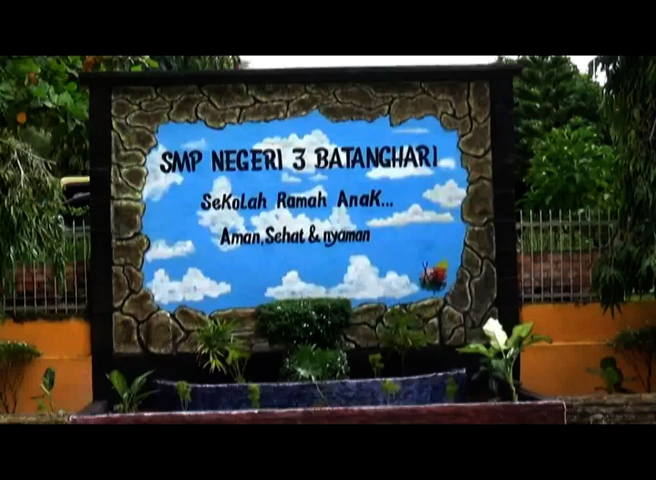 SMP NEGERI 3 BATANGHARI
SeKolah Ramah AnaK...
Aman,Sehat & nyaman